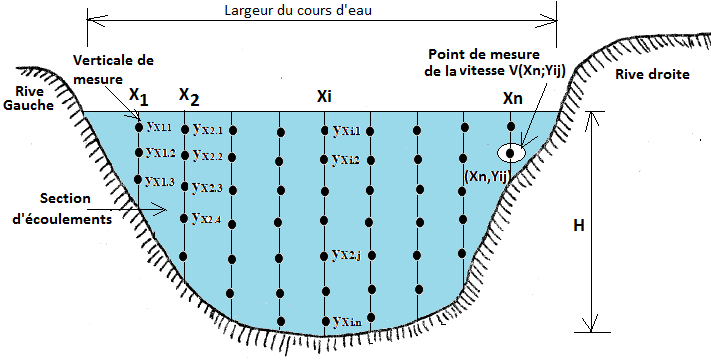 Largeur du cours d'eau
Verticale de
mesure
Point de mesure
de la vitesse V(Xn;Yij)
Rive
Gauche
Rive droite
X1
X2
Xi
Xn
yX1.1
yX2.1
yXi.1
yX1.2
yX2.2
yXi.2
yX1.3
yX2.3
(Xn,Yij)
Section
d'écoulements
yX2.4
H
yX2.j
yXi.n